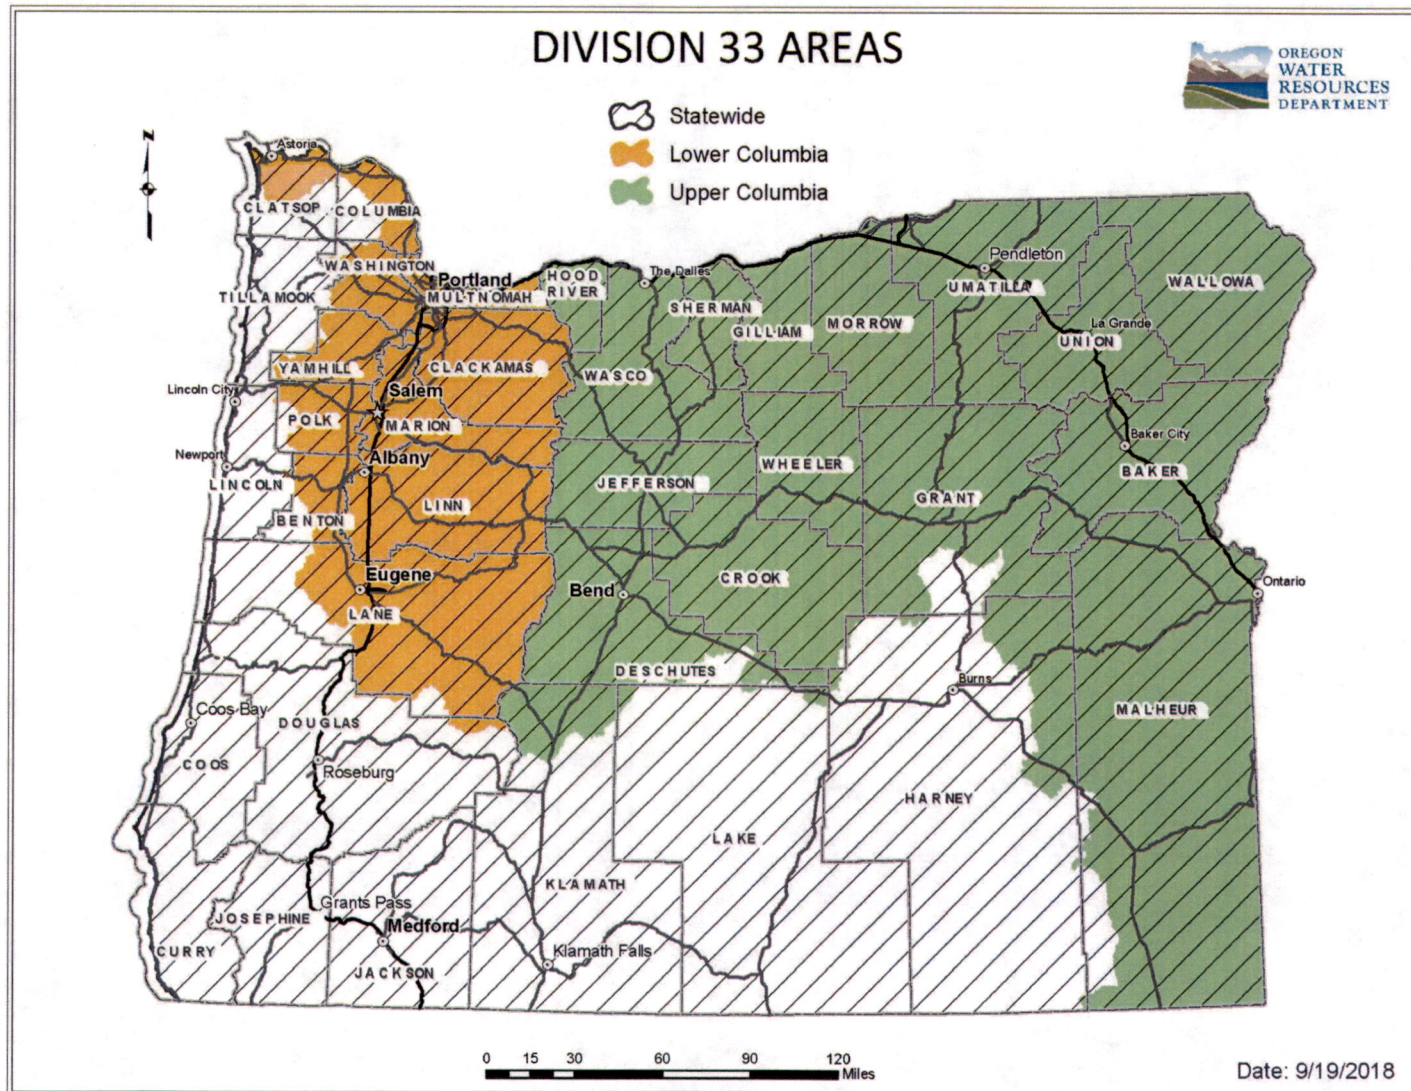 DIVISION 33 AREAS
OREGON
WATER
RESOURCES
DEPARTMENT
Statewide
Lower Columbia
Upper Columbia
N
Astoria
CLATSOP
COLUMBIA
WASHINGTON
Portland
HOOD
RIVER
The Dalles
Pendleton
TILLAMOOK
MULTNOMAH
SHERMAN
UMATILLA
WALLOWA
GILLIAM
MORROW
La Grande
UNION
YAMHILL
CLACKAMAS
WASCO
Lincoln City
Salem
POLK
MARION
Baker City
Newport
Albany
WHEELER
BAKER
LINCOLN
JEFFERSON
GRANT
LINN
BENTON
Eugene
CROOK
Ontario
Bend
LANE
DESCHUTES
Burns
Coos Bay
DOUGLAS
MALHEUR
COOS
Roseburg
HARNEY
LAKE
KLAMATH
Grants Pass
JOSEPHINE
Medford
CURRY
Klamath Falls
JACKSON
0 15 30 60 90 120
Miles
Date: 9/19/2018